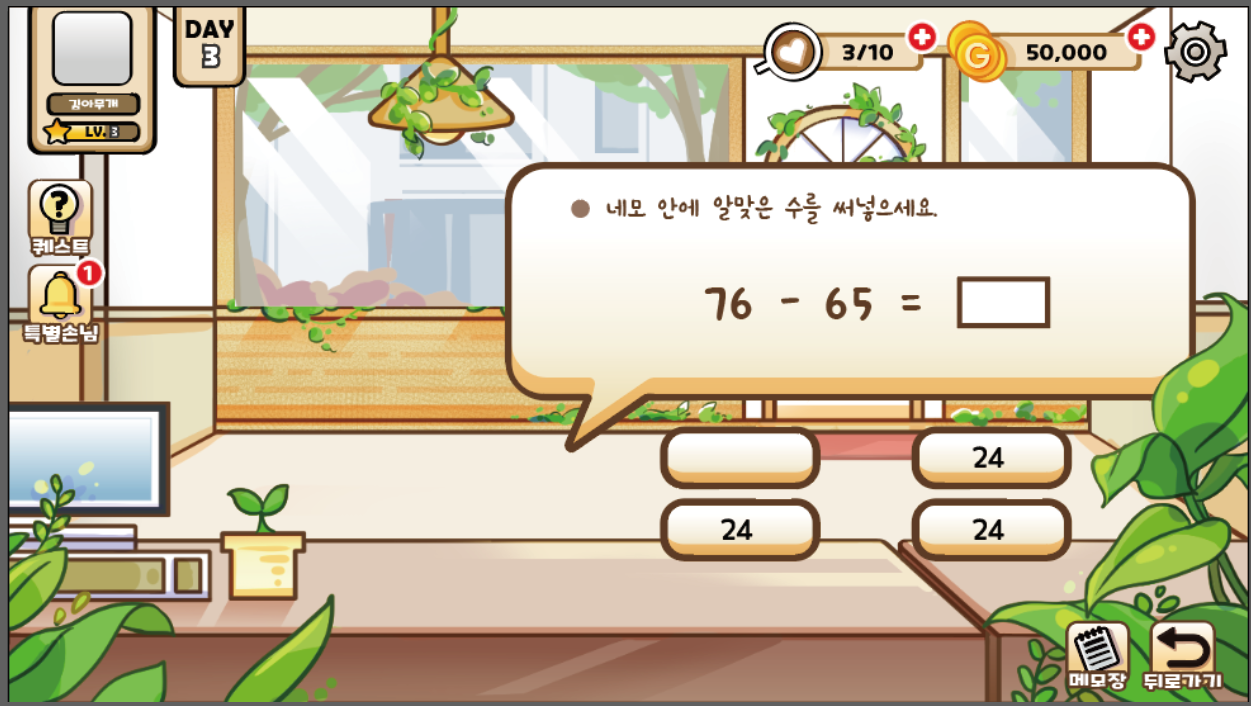 DAY
3
3/10
G
50,000
김아무개
LV. 3
?
퀘스트
1
특별손님
네모 안에 알맞은 수를 써넣으세요.
76 - 65 =
24
24
24
메모장
뒤로가기